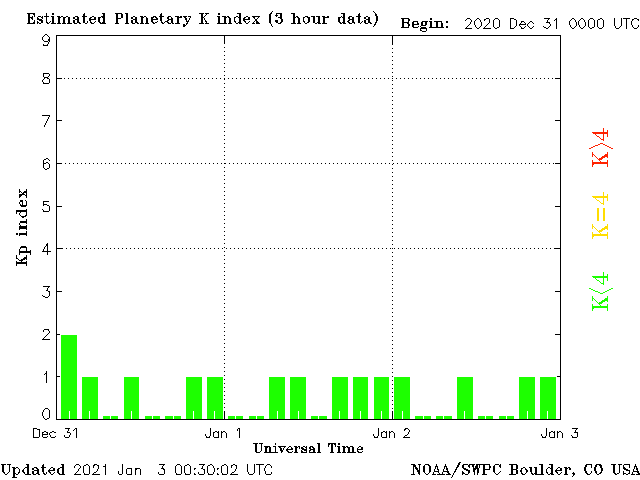 Estimated Planetary K index (3 hour data) Begin: 2020 Dec 31 0000 UTC
9
8
7
6
5
4
3
2
1
0
Kp index
K>4
K=4
K<4
Dec 31 Jan 1 Jan 2 Jan 3
Universal Time
Updated 2021 Jan 3 00:30:02 UTC NOAA/SWPC Boulder, CO USA